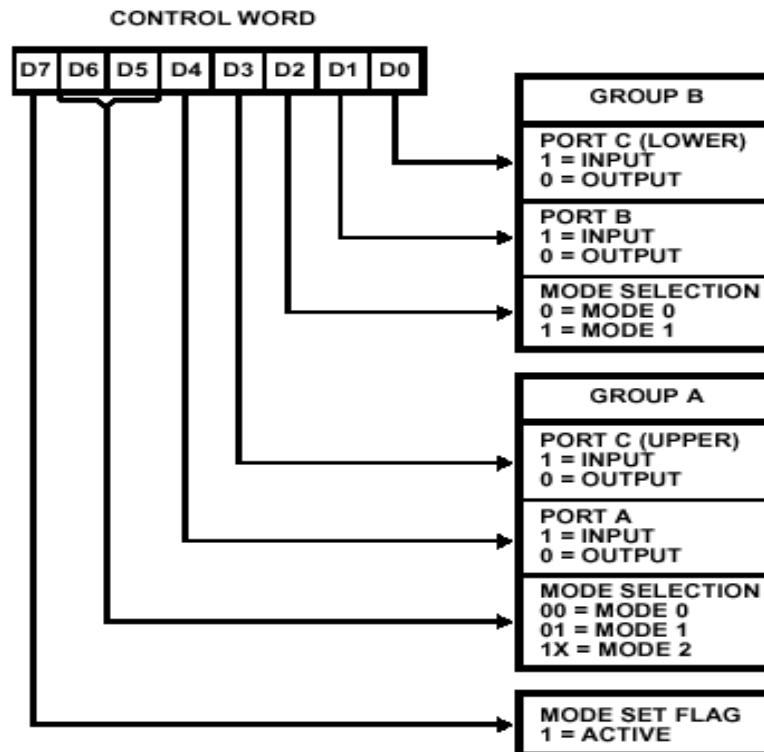 CONTROL WORD
D7 D6 D5 D4 D3 D2 D1 D0
GROUP B
PORT C (LOWER)
1 = INPUT
0 = OUTPUT
PORT B
1 = INPUT
0 = OUTPUT
MODE SELECTION
0 = MODE 0
1 = MODE 1
GROUP A
PORT C (UPPER)
1 = INPUT
0 = OUTPUT
PORT A
1 = INPUT
0 = OUTPUT
MODE SELECTION
00 = MODE 0
01 = MODE 1
1X = MODE 2
MODE SET FLAG
1 = ACTIVE